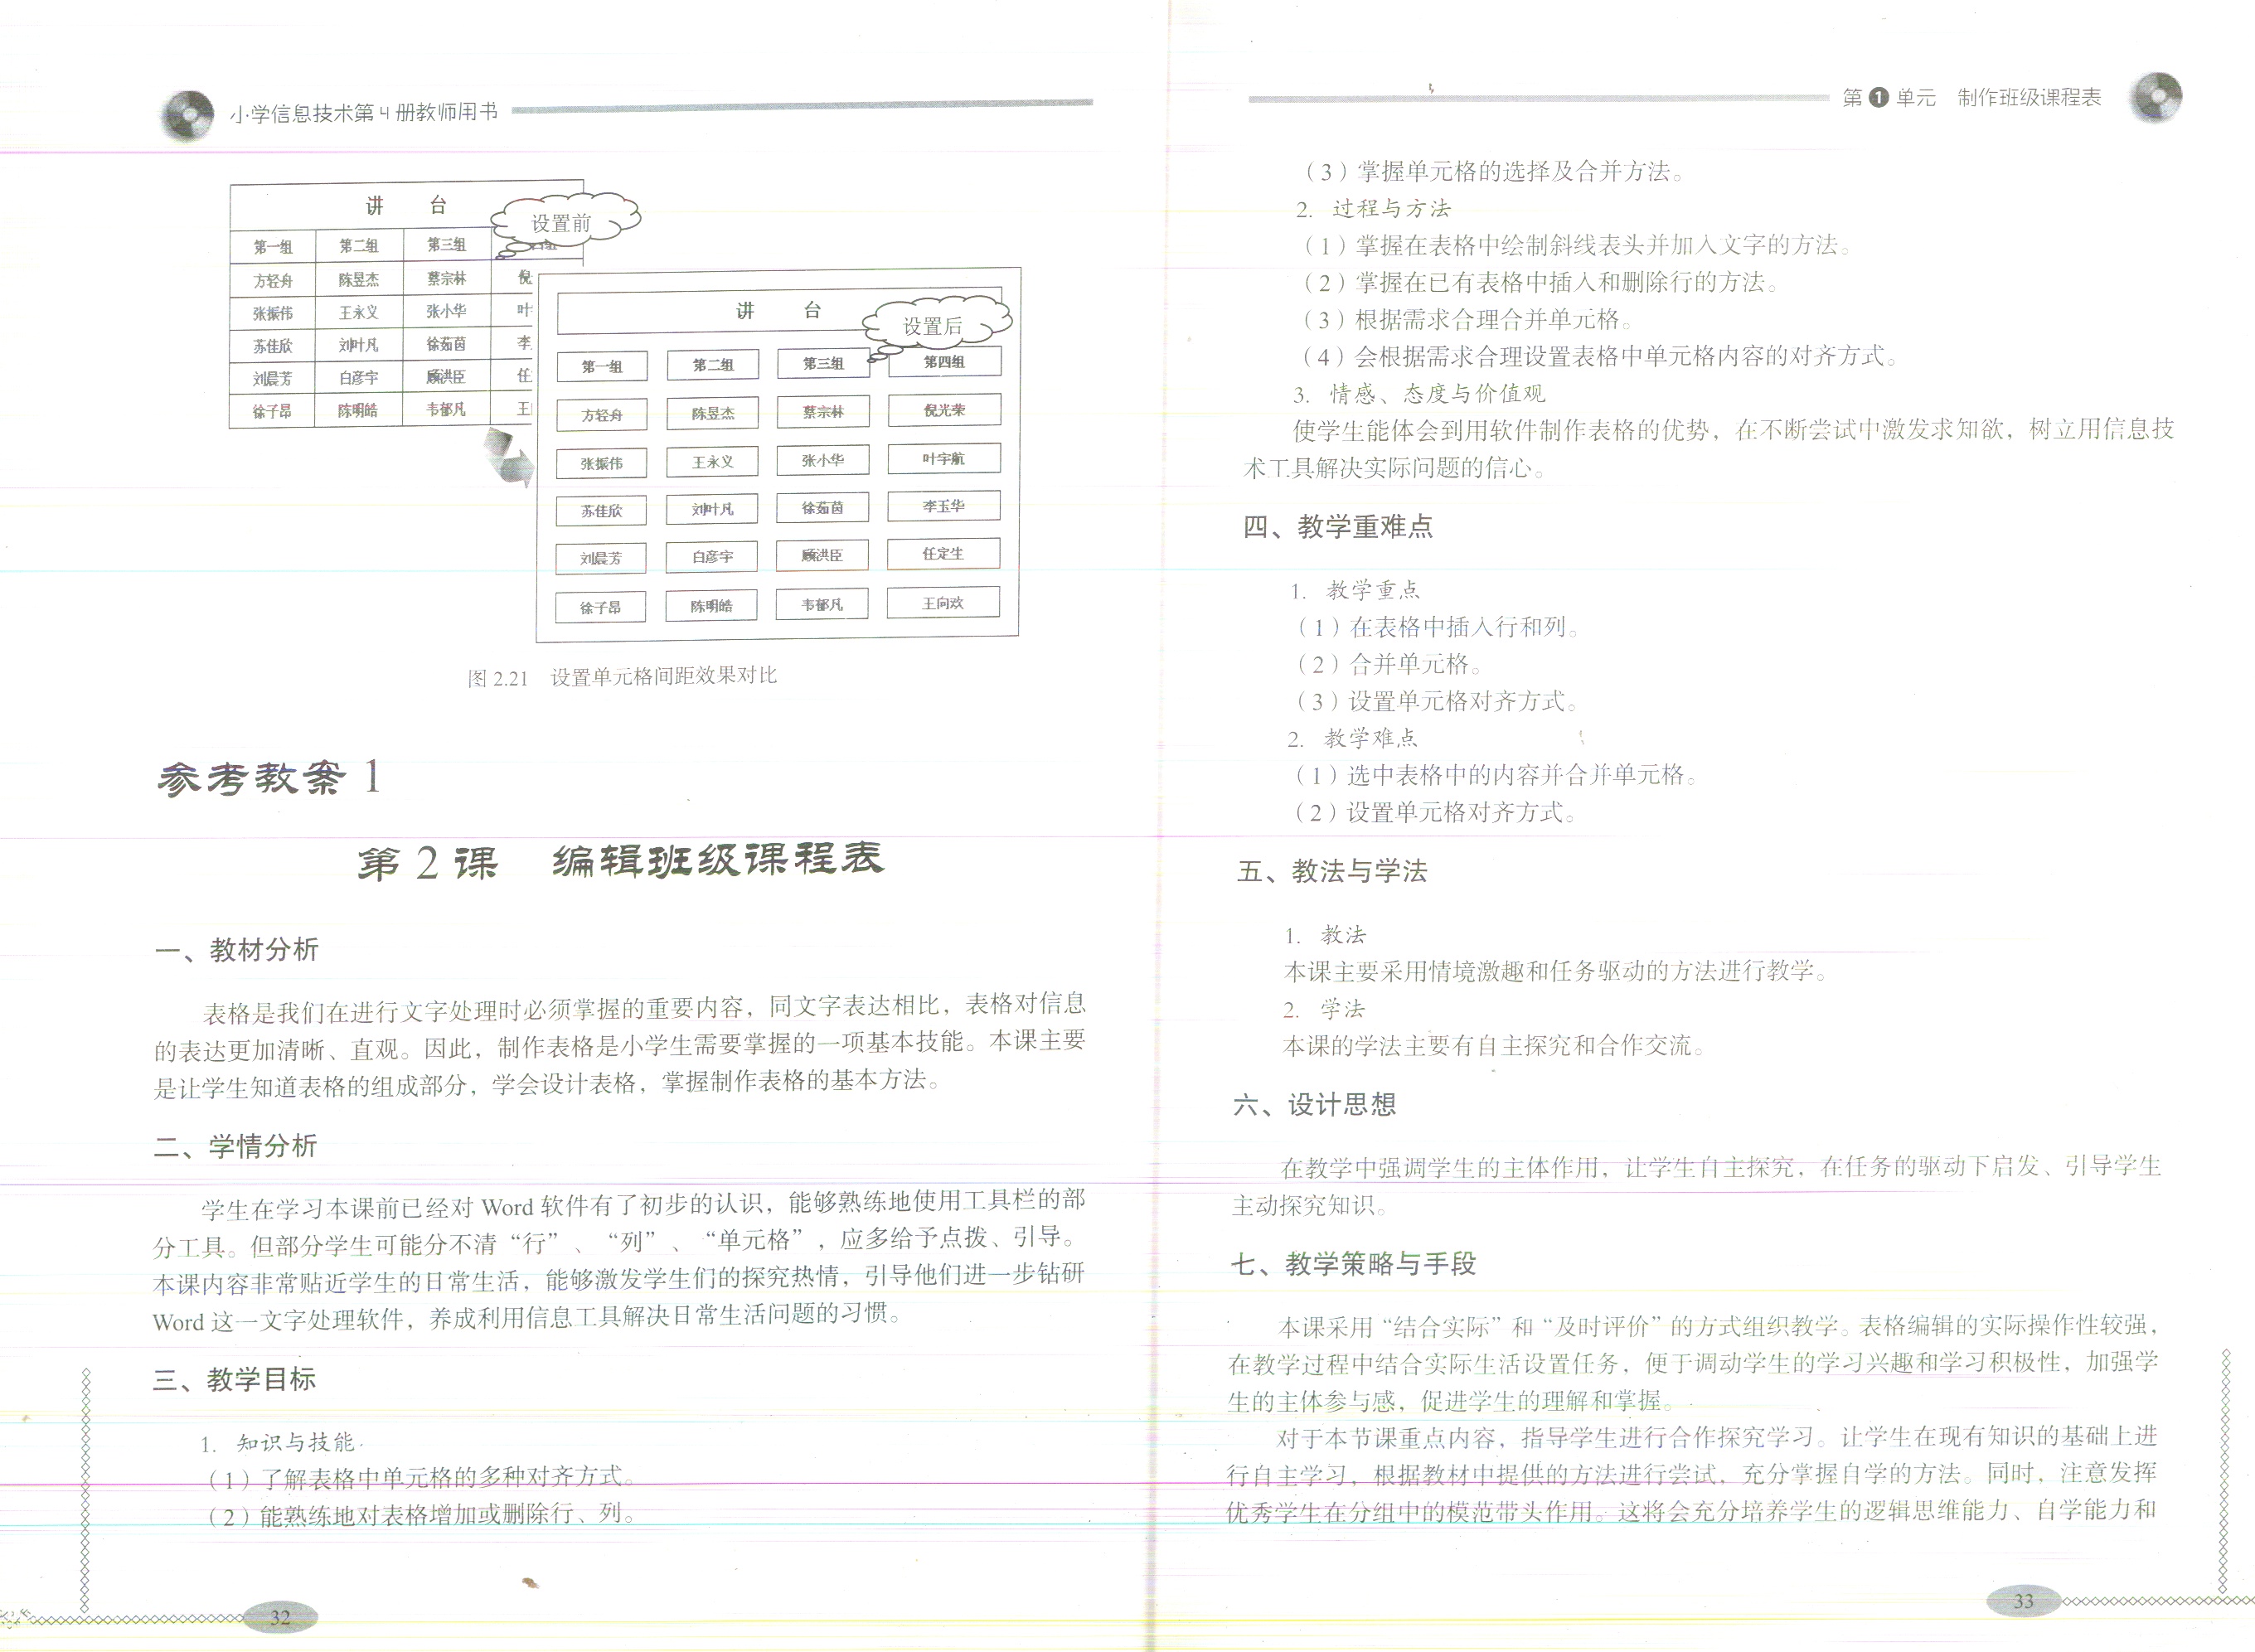 小学信息技术第4册教师用书
讲 台
设置前
第一组 第二组 第三组 四组
方轻舟 陈昱杰 蔡宗林 倪
张振伟 王永义 张小华 叶
苏佳欣 刘叶凡 徐茹茵 李
刘晨芳 白彦宇 顾洪臣 任
徐子昂 陈明皓 韦郁凡 王
讲 台
设置后
第一组 第二组 第三组 第四组
方轻舟 陈昱杰 蔡宗林 倪光荣
张振伟 王永义 张小华 叶宇航
苏佳欣 刘叶凡 徐茹茵 李玉华
刘晨芳 白彦宇 顾洪臣 任定生
徐子昂 陈明皓 韦郁凡 王向欢
图 2.21 设置单元格间距效果对比
参考教案 1
第 2 课 编辑班级课程表
一、教材分析
表格是我们在进行文字处理时必须掌握的重要内容，同文字表达相比，表格对信息
的表达更加清晰、直观。因此，制作表格是小学生需要掌握的一项基本技能。本课主要
是让学生知道表格的组成部分，学会设计表格，掌握制作表格的基本方法。
二、学情分析
学生在学习本课前已经对 Word 软件有了初步的认识，能够熟练地使用工具栏的部
分工具。但部分学生可能分不清“行”、“列”、“单元格”，应多给予点拨、引导。
本课内容非常贴近学生的日常生活，能够激发学生们的探究热情，引导他们进一步钻研
Word 这一文字处理软件，养成利用信息工具解决日常生活问题的习惯。
三、教学目标
1. 知识与技能
（1）了解表格中单元格的多种对齐方式。
（2）能熟练地对表格增加或删除行、列。
32
第1单元 制作班级课程表
（3）掌握单元格的选择及合并方法。
2. 过程与方法
（1）掌握在表格中绘制斜线表头并加入文字的方法。
（2）掌握在已有表格中插入和删除行的方法。
（3）根据需求合理合并单元格。
（4）会根据需求合理设置表格中单元格内容的对齐方式。
3. 情感、态度与价值观
使学生能体会到用软件制作表格的优势，在不断尝试中激发求知欲，树立用信息技
术工具解决实际问题的信心。
四、教学重难点
1. 教学重点
（1）在表格中插入行和列。
（2）合并单元格。
（3）设置单元格对齐方式。
2. 教学难点
（1）选中表格中的内容并合并单元格。
（2）设置单元格对齐方式。
五、教法与学法
1. 教法
本课主要采用情境激趣和任务驱动的方法进行教学。
2. 学法
本课的学法主要有自主探究和合作交流。
六、设计思想
在教学中强调学生的主体作用，让学生自主探究，在任务的驱动下启发、引导学生
主动探究知识。
七、教学策略与手段
本课采用“结合实际”和“及时评价”的方式组织教学。表格编辑的实际操作性较强，
在教学过程中结合实际生活设置任务，便于调动学生的学习兴趣和学习积极性，加强学
生的主体参与感，促进学生的理解和掌握。
对于本节课重点内容，指导学生进行合作探究学习。让学生在现有知识的基础上进
行自主学习，根据教材中提供的方法进行尝试，充分掌握自学的方法。同时，注意发挥
优秀学生在分组中的模范带头作用。这将会充分培养学生的逻辑思维能力、自学能力和
33